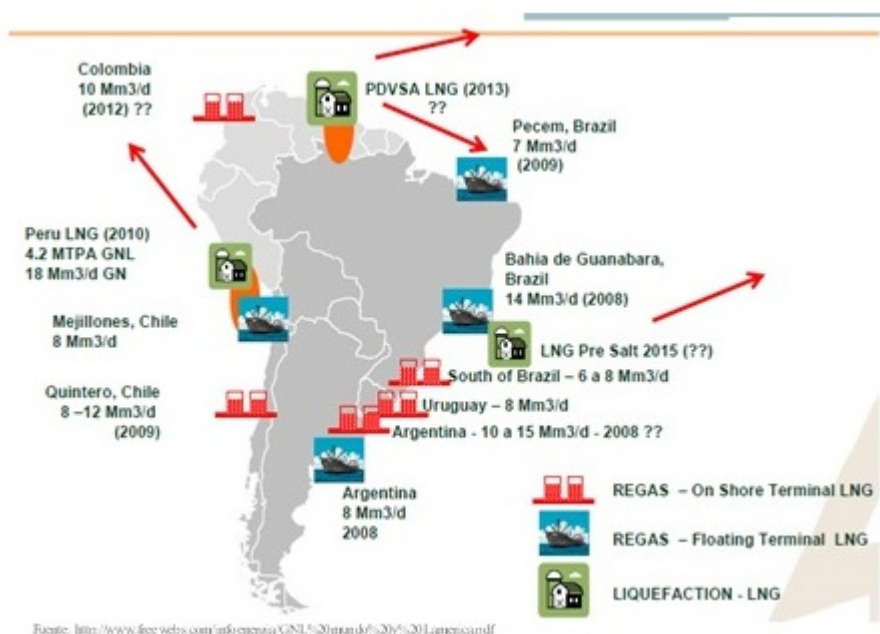 Colombia
10 Mm3/d
(2012) ??
PDVSA LNG (2013)
??
Pecem, Brazil
7 Mm3/d
(2009)
Peru LNG (2010)
4.2 MTPA GNL
18 Mm3/d GN
Bahia de Guanabara,
Brazil
14 Mm3/d (2008)
Mejillones, Chile
8 Mm3/d
LNG Pre Salt 2015 (??)
South of Brazil – 6 a 8 Mm3/d
Quintero, Chile
8 –12 Mm3/d
(2009)
Uruguay – 8 Mm3/d
Argentina - 10 a 15 Mm3/d - 2008 ??
Argentina
8 Mm3/d
2008
REGAS – On Shore Terminal LNG
REGAS – Floating Terminal LNG
LIQUEFACTION - LNG
Fuente: